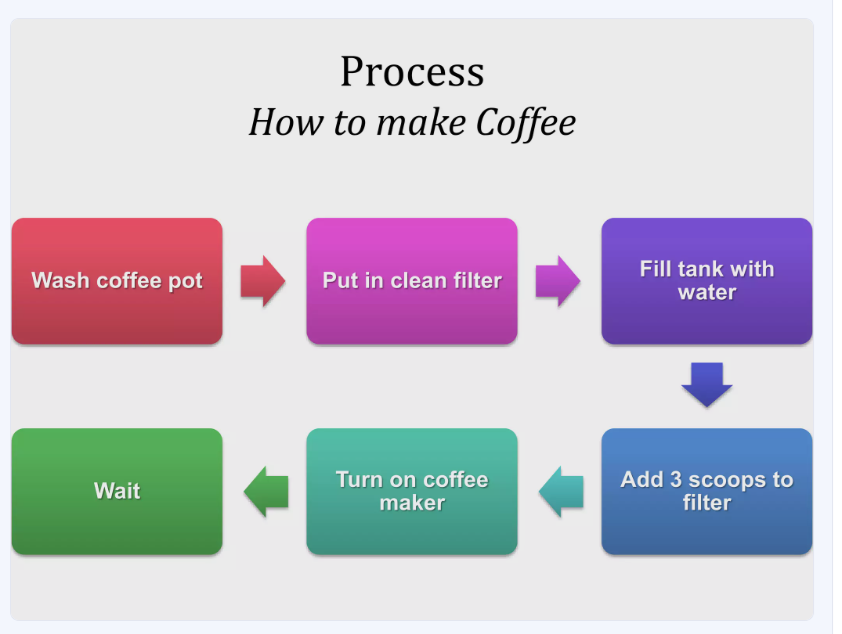 Process
How to make Coffee
Wash coffee pot
Put in clean filter
Fill tank with
water
Add 3 scoops to
filter
Turn on coffee
maker
Wait